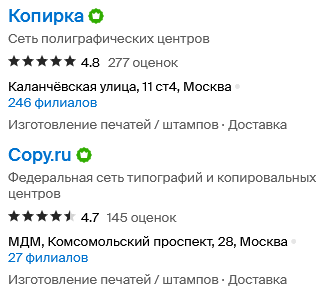 Копирка
Сеть полиграфических центров
4.8 277 оценок
Каланчёвская улица, 11 ст4, Москва
246 филиалов
Изготовление печатей / штампов · Доставка
Copy.ru
Федеральная сеть типографий и копировальных
центров
4.7 145 оценок
МДМ, Комсомольский проспект, 28, Москва
27 филиалов
Изготовление печатей / штампов · Доставка